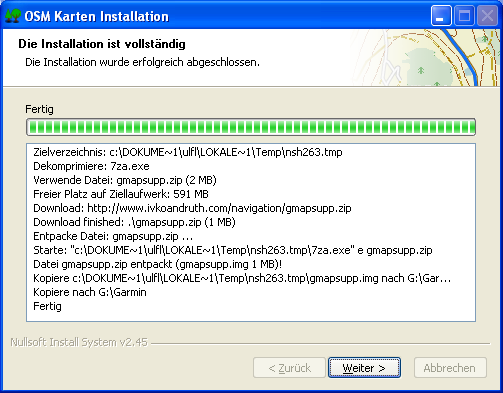 OSM Karten Installation
Die Installation ist vollständig
Die Installation wurde erfolgreich abgeschlossen.
Fertig
Zielverzeichnis: c:\DOKUME~1\ulfl\LOKALE~1\Temp\nsh263.tmp
Dekomprimiere: 7za.exe
Verwende Datei: gmapsupp.zip (2 MB)
Freier Platz auf Ziellaufwerk: 591 MB
Download: http://www.ivkoandruth.com/navigation/gmapsupp.zip
Download finished: .\gmapsupp.zip (1 MB)
Entpacke Datei: gmapsupp.zip ...
Starte: "c:\DOKUME~1\ulfl\LOKALE~1\Temp\nsh263.tmp\7za.exe" e gmapsupp.zip
Datei gmapsupp.zip entpackt (gmapsupp.img 1 MB)!
Kopiere c:\DOKUME~1\ulfl\LOKALE~1\Temp\nsh263.tmp\gmapsupp.img nach G:\Gar...
Kopiere nach G:\Garmin
Fertig
Nullsoft Install System v2.45
< Zurück
Weiter >
Abbrechen